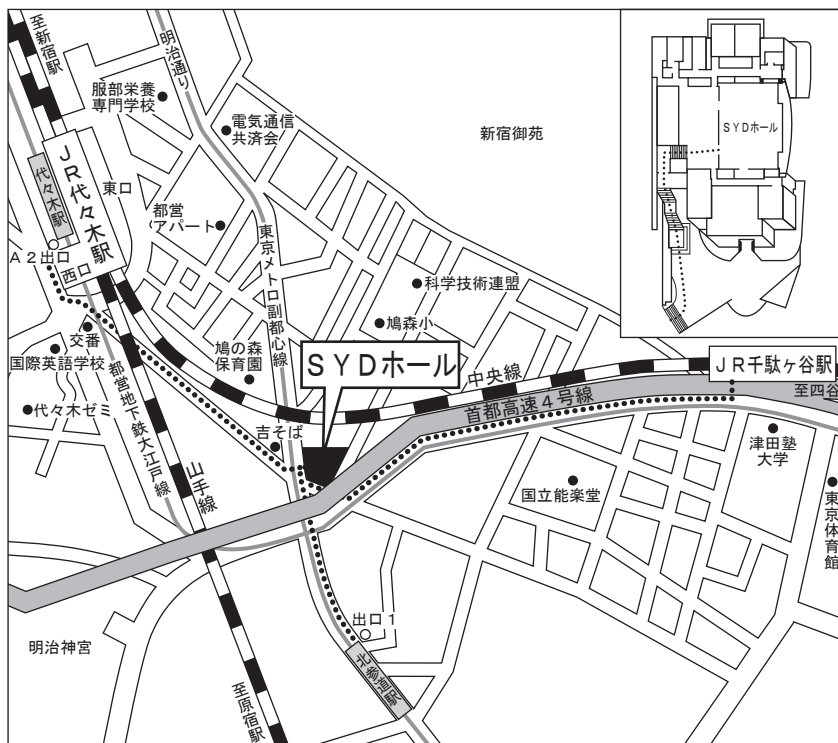 至新宿駅
明治通り
服部栄養
専門学校
電気通信
共済会
新宿御苑
SYDホール
代々木駅
JR代々木駅
東口
都営
アパート
A2出口
西口
東京メトロ副都心線
科学技術連盟
鳩森小
交番
国際英語学校
鳩の森
保育園
SYDホール
中央線
JR千駄ヶ谷駅
首都高速4号線
至四谷
代々木ゼミ
都営地下鉄大江戸線
山手線
吉そば
津田塾
大学
国立能楽堂
東京体育館
出口1
明治神宮
北参道駅
至原宿駅